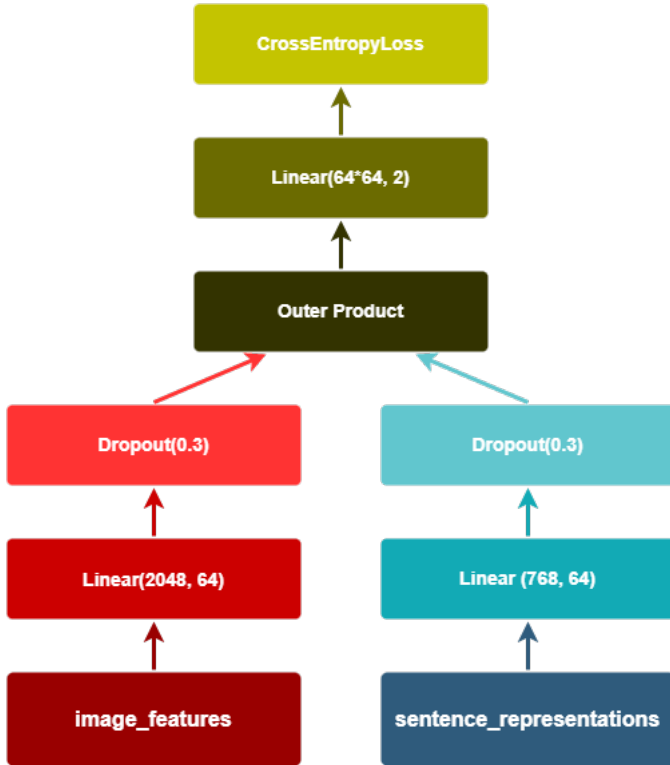 CrossEntropyLoss
Linear(64*64, 2)
Outer Product
Dropout(0.3)
Dropout(0.3)
Linear(2048, 64)
Linear (768, 64)
image_features
sentence_representations